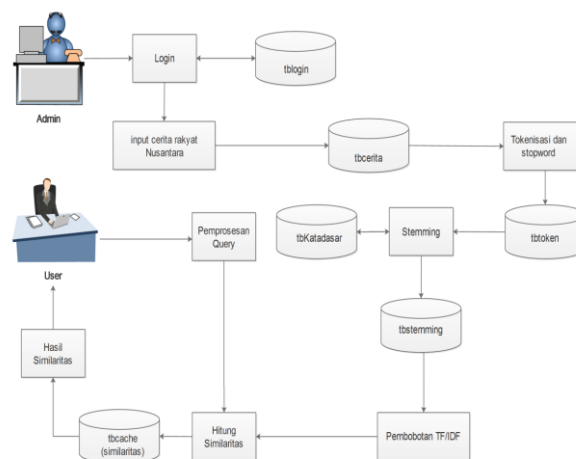 Login
tblogin
Admin
input cerita rakyat
Nusantara
tbcerita
Tokenisasi dan
stopword
Pemprosesan
Query
tbKatadasar
Stemming
tbtoken
User
tbstemming
Hasil
Similaritas
tbcache
(similaritas)
Hitung
Similaritas
Pembobotan TF/IDF